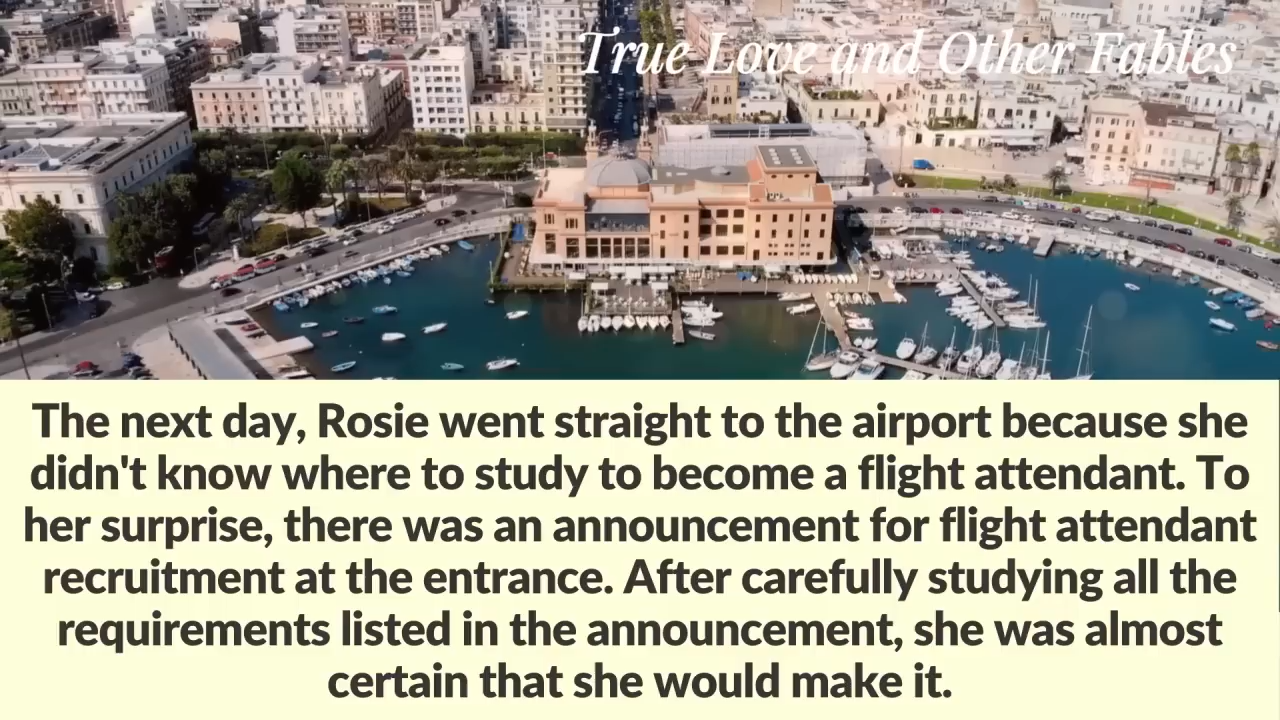 True Love and Other Fables
The next day, Rosie went straight to the airport because she
didn't know where to study to become a flight attendant. To
her surprise, there was an announcement for flight attendant
recruitment at the entrance. After carefully studying all the
requirements listed in the announcement, she was almost
certain that she would make it.